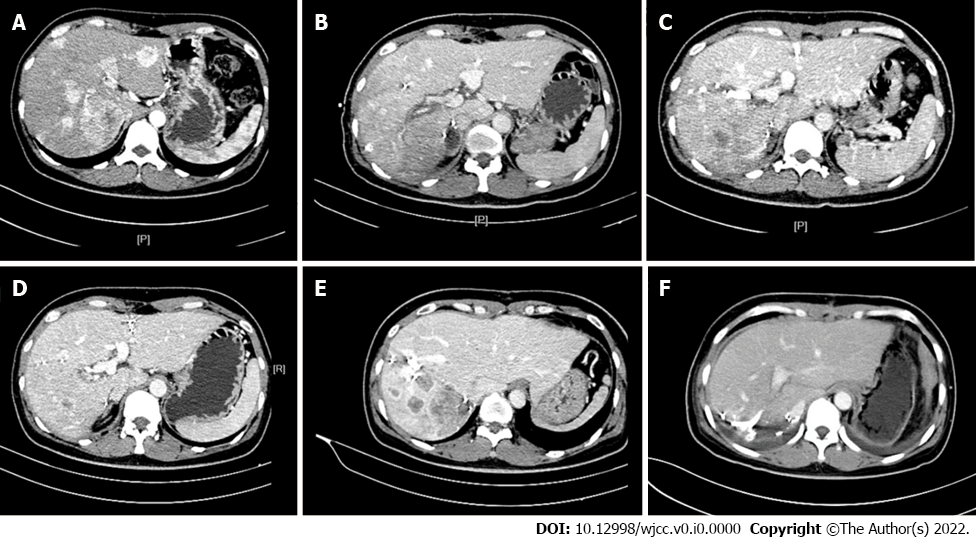 A
B
C
[P]
[P]
[P]
D
E
F
[R]
DOI: 10.12998/wjcc.v0.i0.0000 Copyright ©The Author(s) 2022.